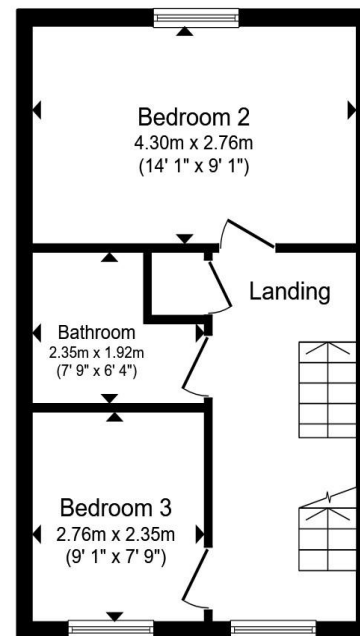 Bedroom 2
4.30m x 2.76m
(14' 1" x 9' 1")
Landing
Bathroom
2.35m x 1.92m
(7' 9" x 6' 4")
Bedroom 3
2.76m x 2.35m
(9' 1" x 7' 9")